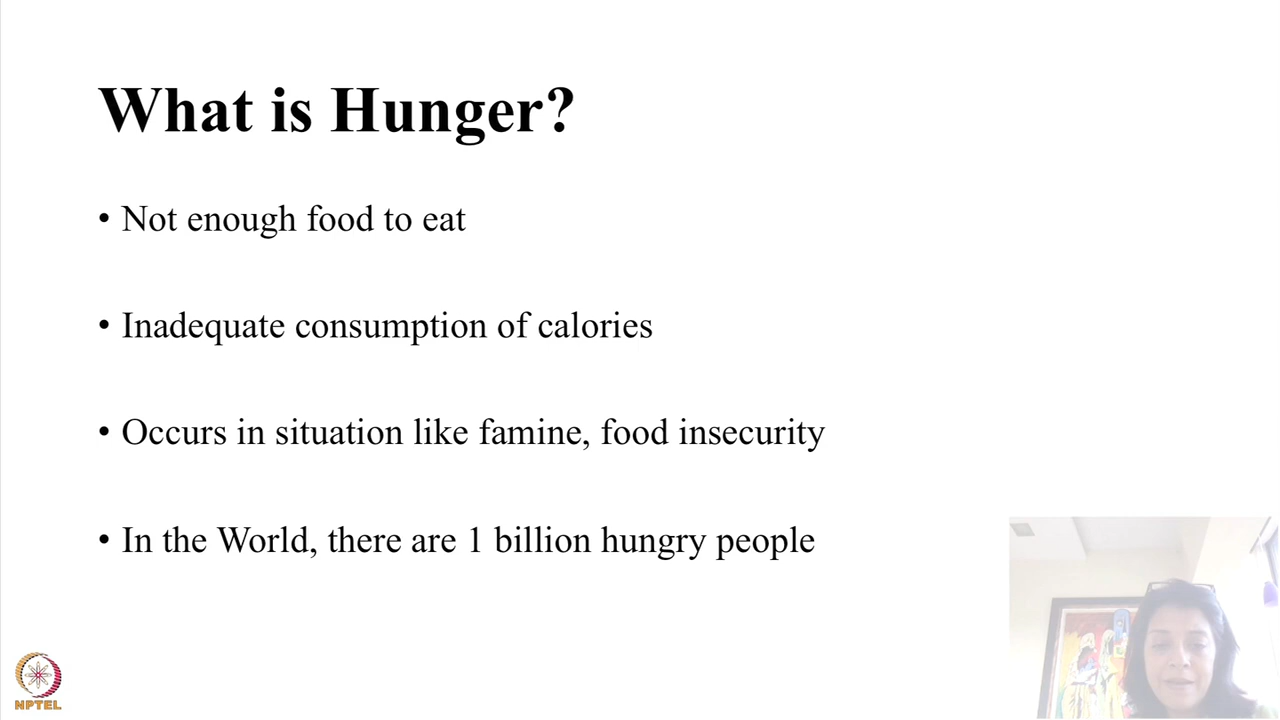 What is Hunger?
• Not enough food to eat
• Inadequate consumption of calories
• Occurs in situation like famine, food insecurity
• In the World, there are 1 billion hungry people
NPTEL